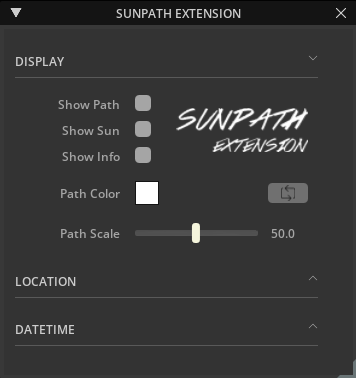 SUNPATH EXTENSION
DISPLAY
Show Path
Show Sun
Show Info
SUNPATH
EXTENSION
Path Color
Path Scale 50.0
LOCATION
DATETIME